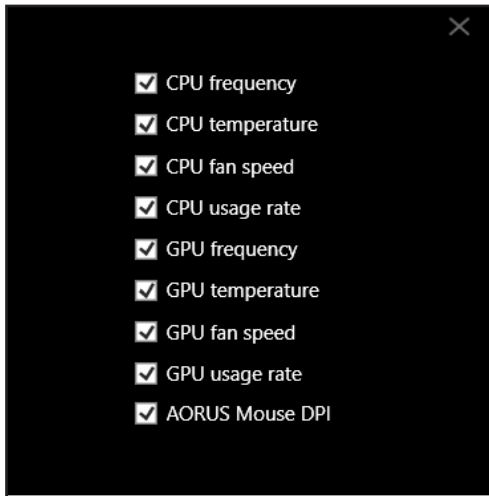 CPU frequency
CPU temperature
CPU fan speed
CPU usage rate
GPU frequency
GPU temperature
GPU fan speed
GPU usage rate
AORUS Mouse DPI